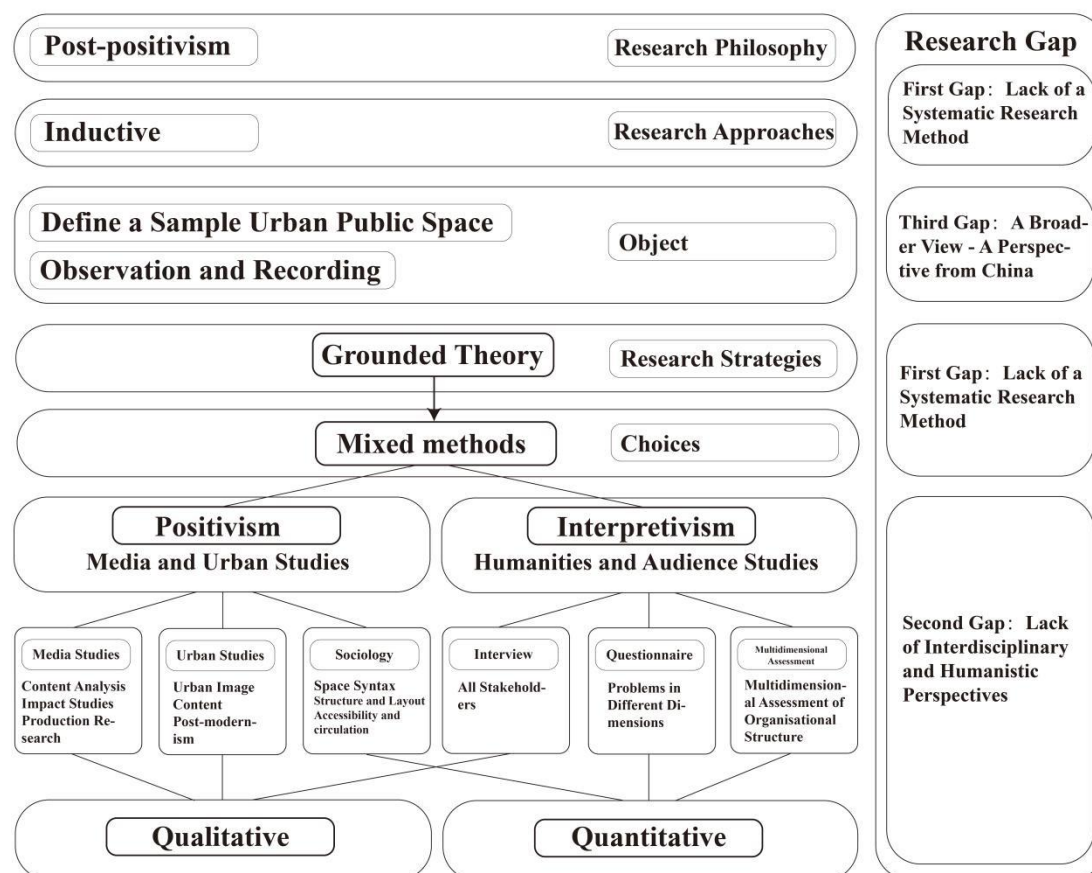 Post-positivism
Research Philosophy
Inductive
Research Approaches
Define a Sample Urban Public Space
Observation and Recording
Object
Grounded Theory
Research Strategies
Mixed methods
Choices
Positivism
Media and Urban Studies
Interpretivism
Humanities and Audience Studies
Media Studies
Content Analysis
Impact Studies
Production Re-
search
Urban Studies
Urban Image
Content
Post-modern-
ism
Sociology
Space Syntax
Structure and Layout
Accessibility and
circulation
Interview
All Stakehold-
ers
Questionnaire
Problems in
Different Di-
mensions
Multidimensional
Assessment
Multidimension-
al Assessment of
Organisational
Structure
Qualitative
Quantitative
Research Gap
First Gap: Lack of a
Systematic Research
Method
Third Gap: A Broad-
er View - A Perspec-
tive from China
First Gap: Lack of a
Systematic Research
Method
Second Gap: Lack
of Interdisciplinary
and Humanistic
Perspectives